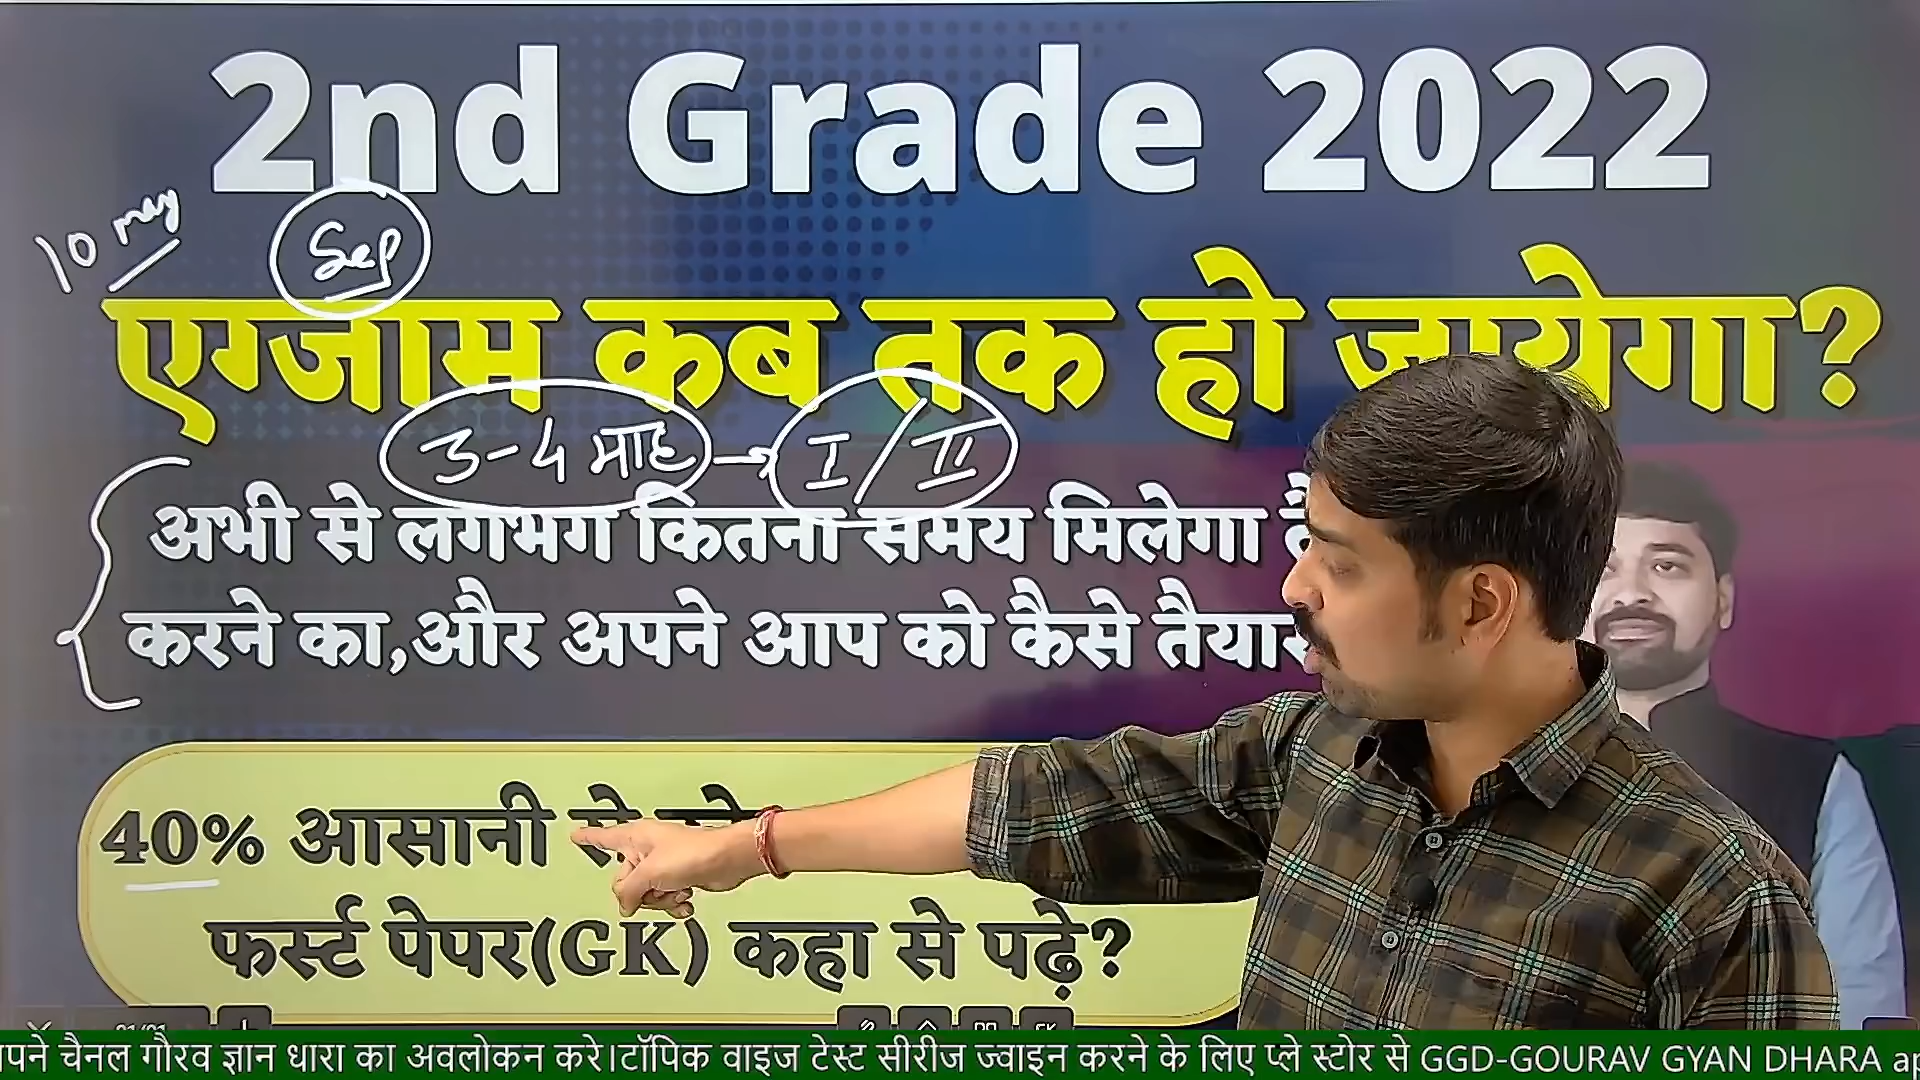 2nd Grade 2022
10 may
Sep
एग्जाम कब तक हो जायेगा?
3-4 माह → I / II
अभी से लगभग कितना समय मिलेगा
करने का,और अपने आप को कैसे
40% आसानी से
फर्स्ट पेपर(GK) कहा से पढ़े?
चैनल गौरव ज्ञान धारा का अवलोकन करे।टॉपिक वाइज टेस्ट सीरीज ज्वाइन करने के लिए प्ले स्टोर से GGD-GOURAV GYAN DHARA